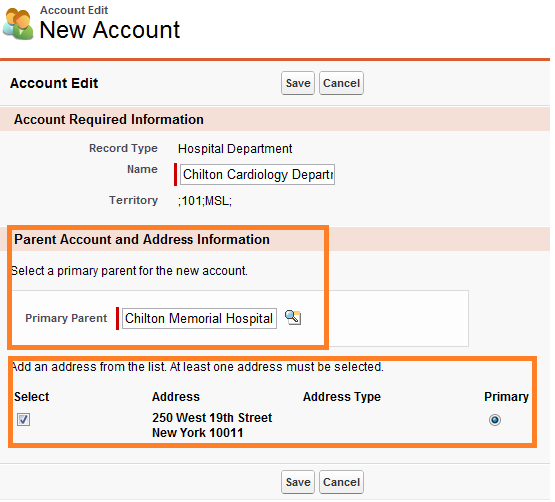 Account Edit
New Account
Account Edit
Save Cancel
Account Required Information
Record Type Hospital Department
Name Chilton Cardiology Departr
Territory ;101;MSL;
Parent Account and Address Information
Select a primary parent for the new account.
Primary Parent Chilton Memorial Hospital
Add an address from the list. At least one address must be selected.
Select Address Address Type Primary
250 West 19th Street
New York 10011
Save Cancel